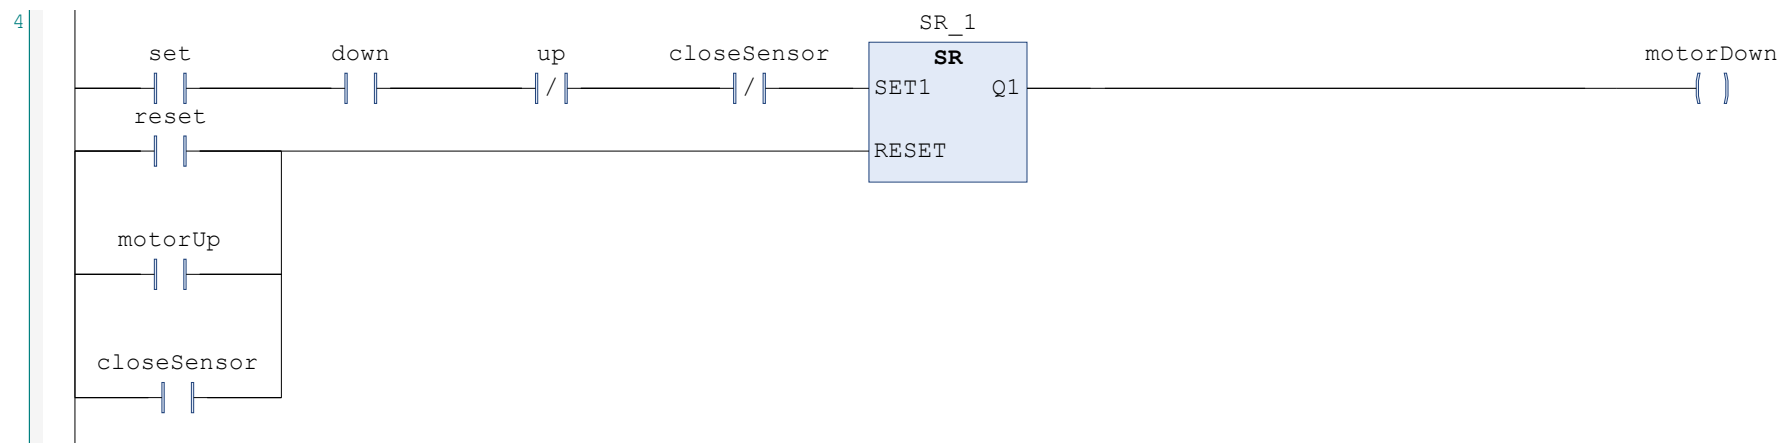 4
SR_1
set down up closeSensor SR motorDown
/ / SET1 Q1
reset
RESET
motorUp
closeSensor